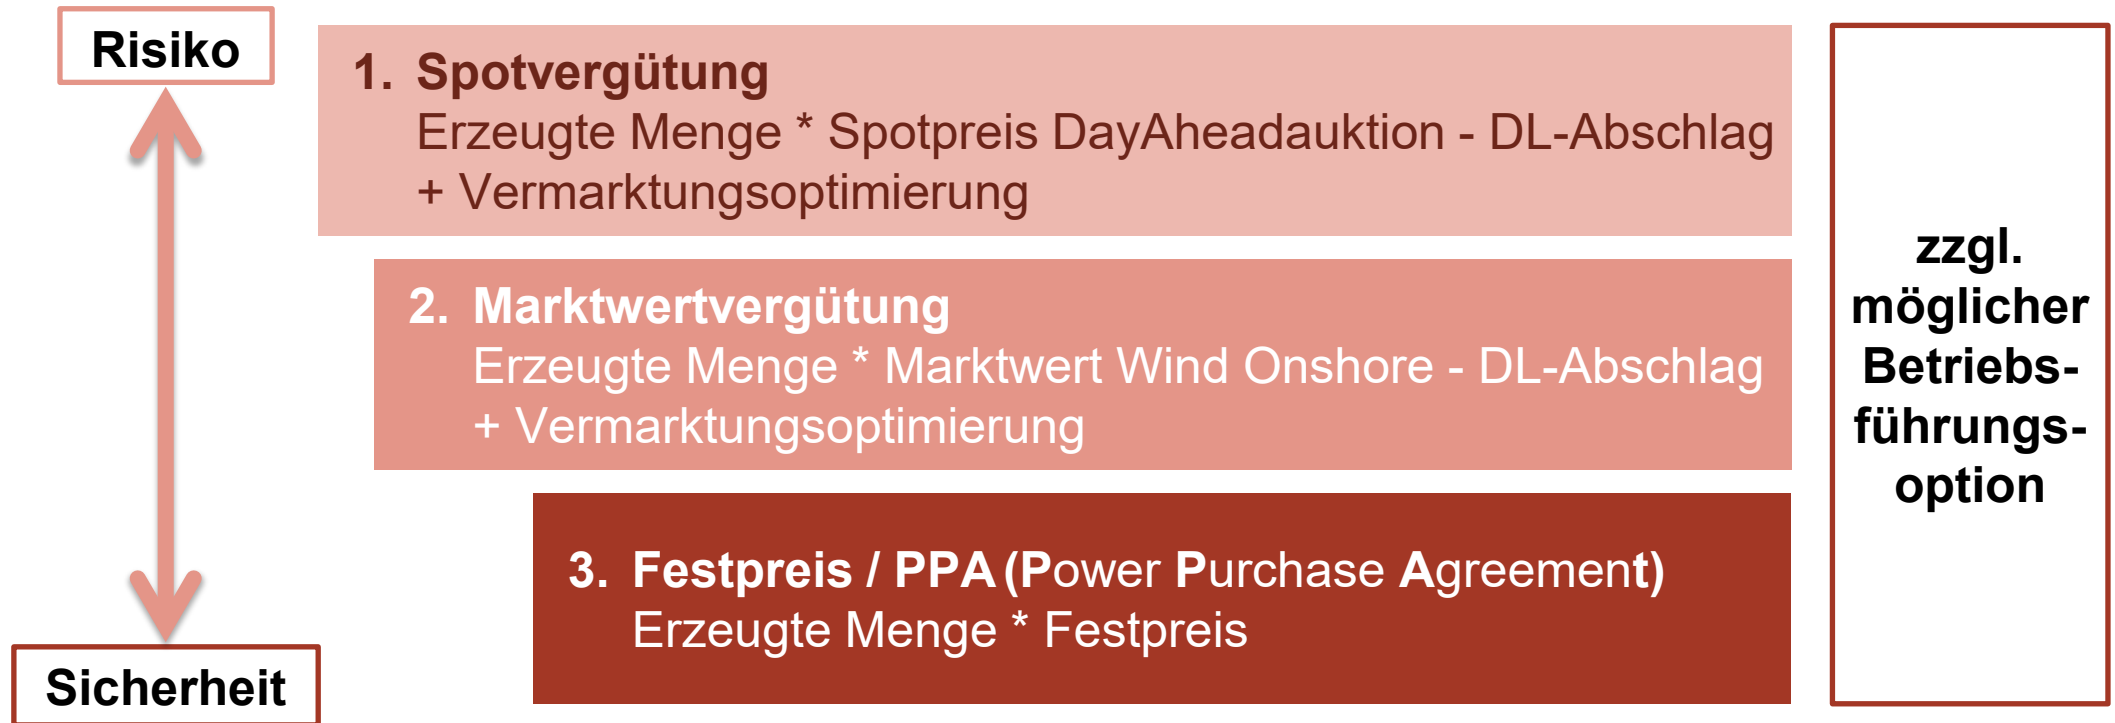 Risiko
1. Spotvergütung
Erzeugte Menge * Spotpreis DayAheadauktion - DL-Abschlag
+ Vermarktungsoptimierung
2. Marktwertvergütung
Erzeugte Menge * Marktwert Wind Onshore - DL-Abschlag
+ Vermarktungsoptimierung
3. Festpreis / PPA (Power Purchase Agreement)
Erzeugte Menge * Festpreis
Sicherheit
zzgl.
möglicher
Betriebs-
führungs-
option